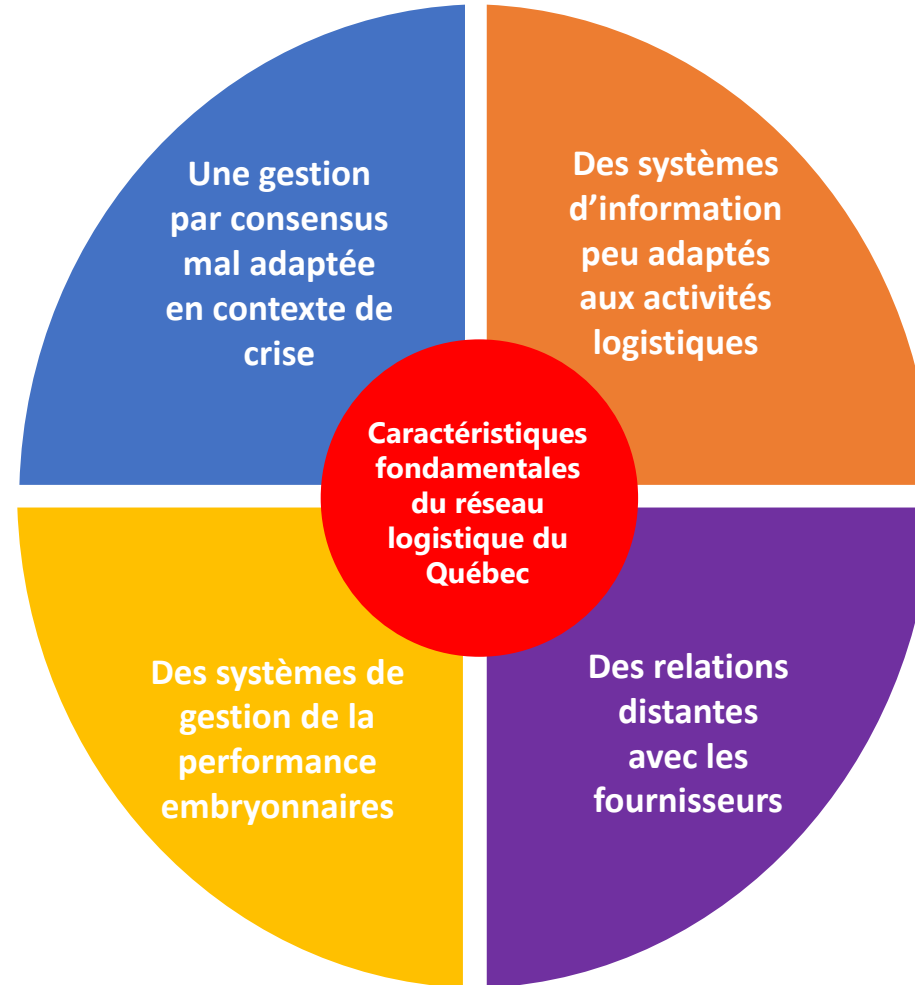 Une gestion
par consensus
mal adaptée
en contexte de
crise
Des systèmes
d’information
peu adaptés
aux activités
logistiques
Caractéristiques
fondamentales
du réseau
logistique du
Québec
Des systèmes de
gestion de la
performance
embryonnaires
Des relations
distantes
avec les
fournisseurs